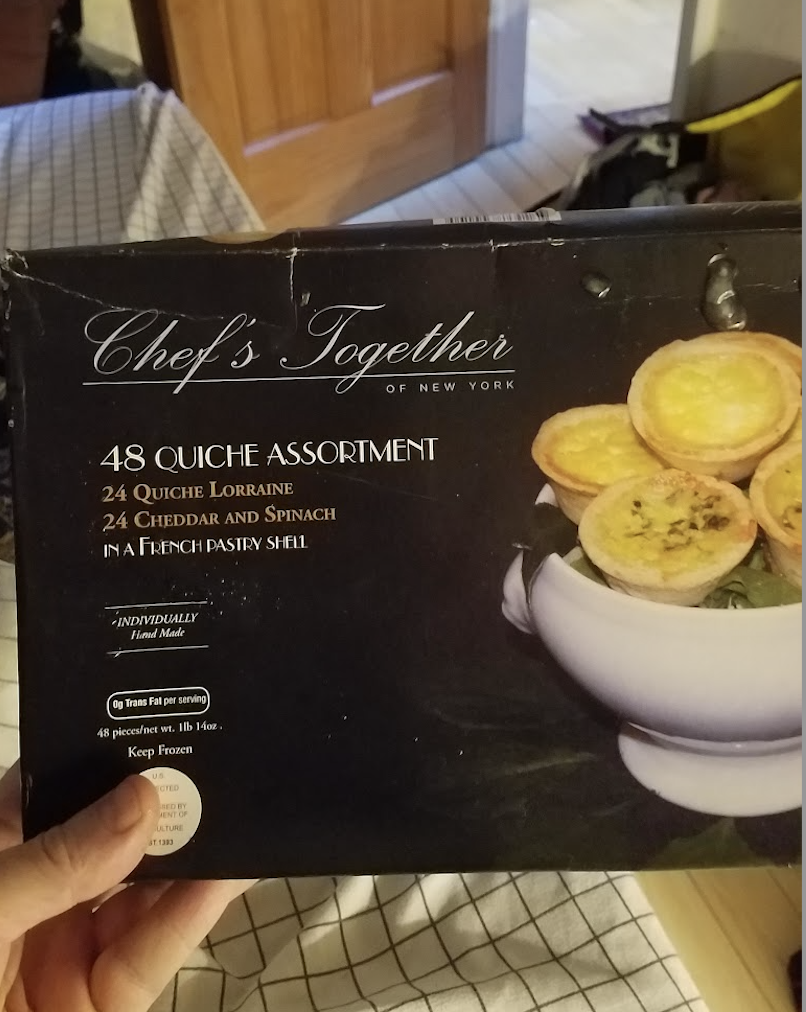 Chef's Together
OF NEW YORK
48 QUICHE ASSORTMENT
24 QUICHE LORRAINE
24 CHEDDAR AND SPINACH
IN A FRENCH PASTRY SHELL
INDIVIDUALLY
Hand Made
0g Trans Fat per serving
48 pieces/net wt. 1lb 14oz.
Keep Frozen
U.S.